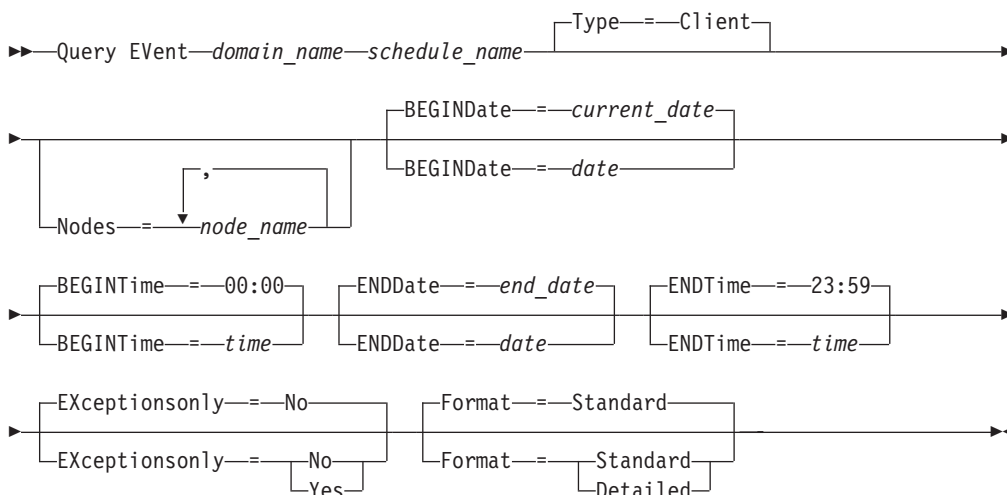 Type = Client
Query EVent domain_name schedule_name
BEGINDate = current_date
BEGINDate = date
,
Nodes = node_name
BEGINTime = 00:00
ENDDate = end_date
ENDTime = 23:59
BEGINTime = time
ENDDate = date
ENDTime = time
EXceptionsonly = No
Format = Standard
EXceptionsonly = No
Yes
Format = Standard
Detailed